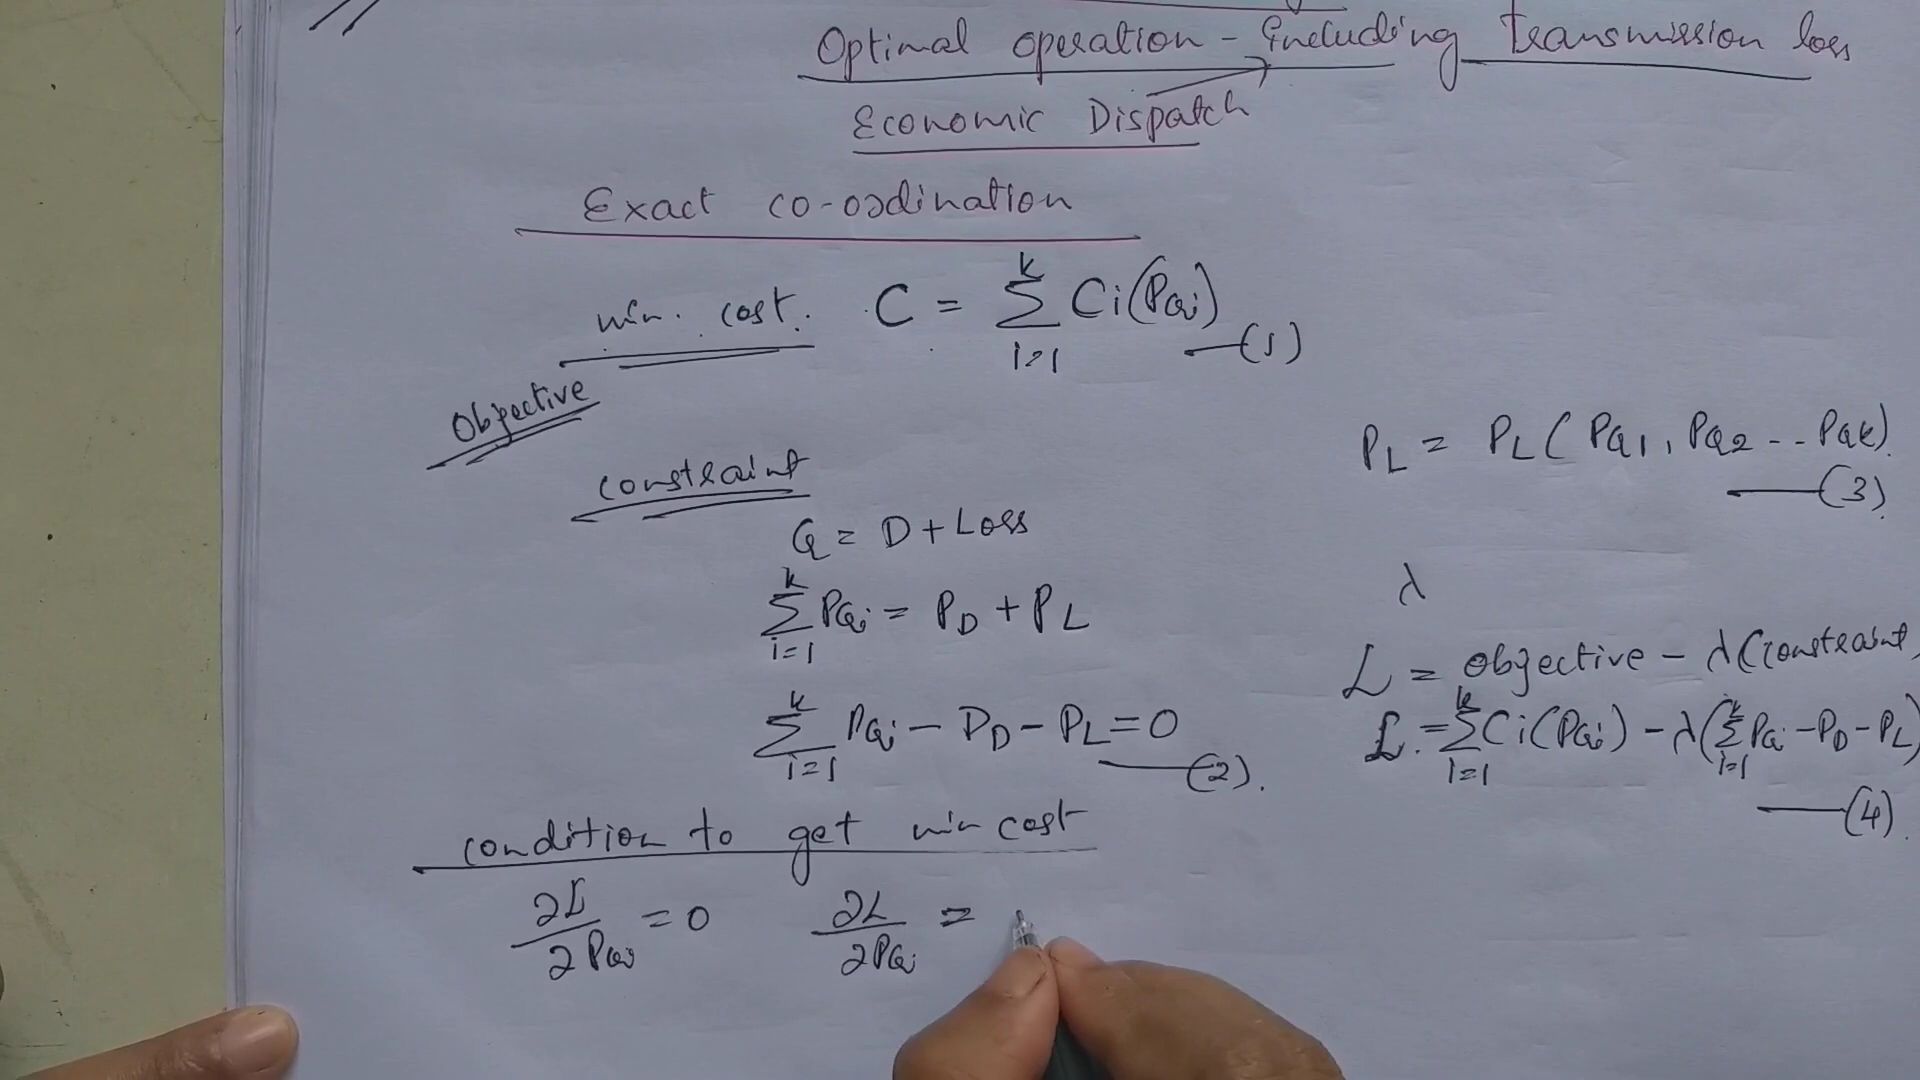 Optimal operation - Including transmission loss
Economic Dispatch
Exact co-ordination
min. cost. C = Σ_{i=1}^{k} Ci(PGi) —(1)
Objective
constraint
G = D + Loss
Σ_{i=1}^{k} PGi = PD + PL
Σ_{i=1}^{k} PGi - PD - PL = 0 —(2).
condition to get min cost
∂L/∂PGi = 0 ∂L/∂PGi =
PL = PL(PG1, PG2 -.. PGk).
—(3)
λ
L = Objective - λ(constraint)
L = Σ_{i=1}^{k} Ci(PGi) - λ(Σ_{i=1}^{k} PGi - PD - PL)
—(4)